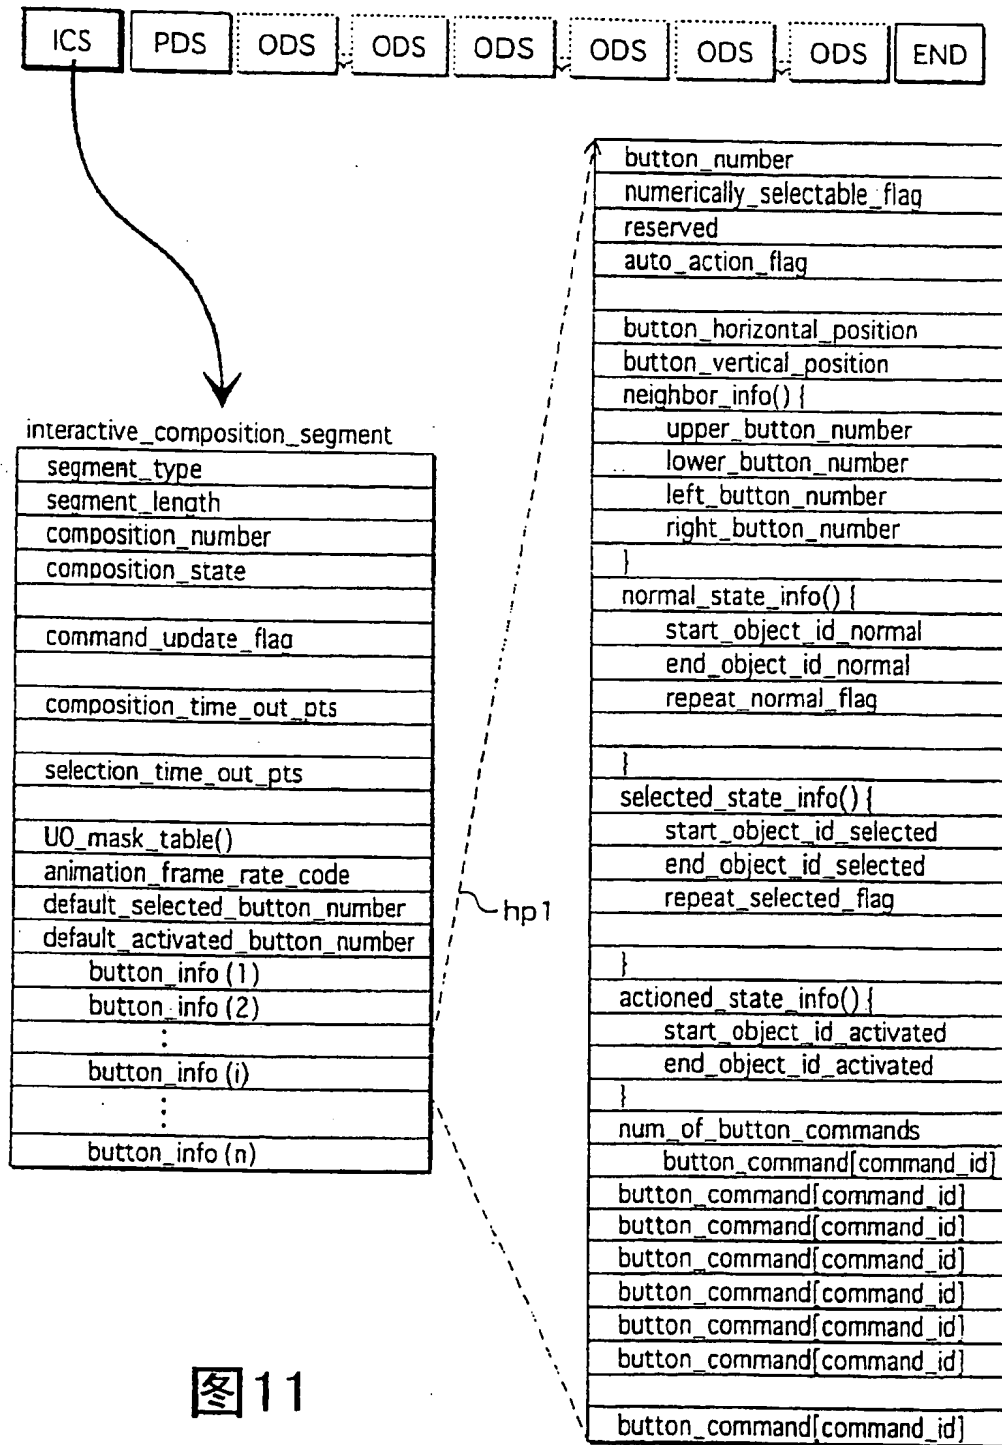 ICS PDS ODS ODS ODS ODS ODS ODS END
interactive_composition_segment
segment_type
segment_length
composition_number
composition_state
command_update_flag
composition_time_out_pts
selection_time_out_pts
UO_mask_table()
animation_frame_rate_code
default_selected_button_number
default_activated_button_number
button_info (1)
button_info (2)
⋮
button_info (i)
⋮
button_info (n)
hp1
button_number
numerically_selectable_flag
reserved
auto_action_flag
button_horizontal_position
button_vertical_position
neighbor_info() {
upper_button_number
lower_button_number
left_button_number
right_button_number
}
normal_state_info() {
start_object_id_normal
end_object_id_normal
repeat_normal_flag
}
selected_state_info() {
start_object_id_selected
end_object_id_selected
repeat_selected_flag
}
actioned_state_info() {
start_object_id_activated
end_object_id_activated
}
num_of_button_commands
button_command[command_id]
button_command[command_id]
button_command[command_id]
button_command[command_id]
button_command[command_id]
button_command[command_id]
button_command[command_id]
button_command[command_id]
图11